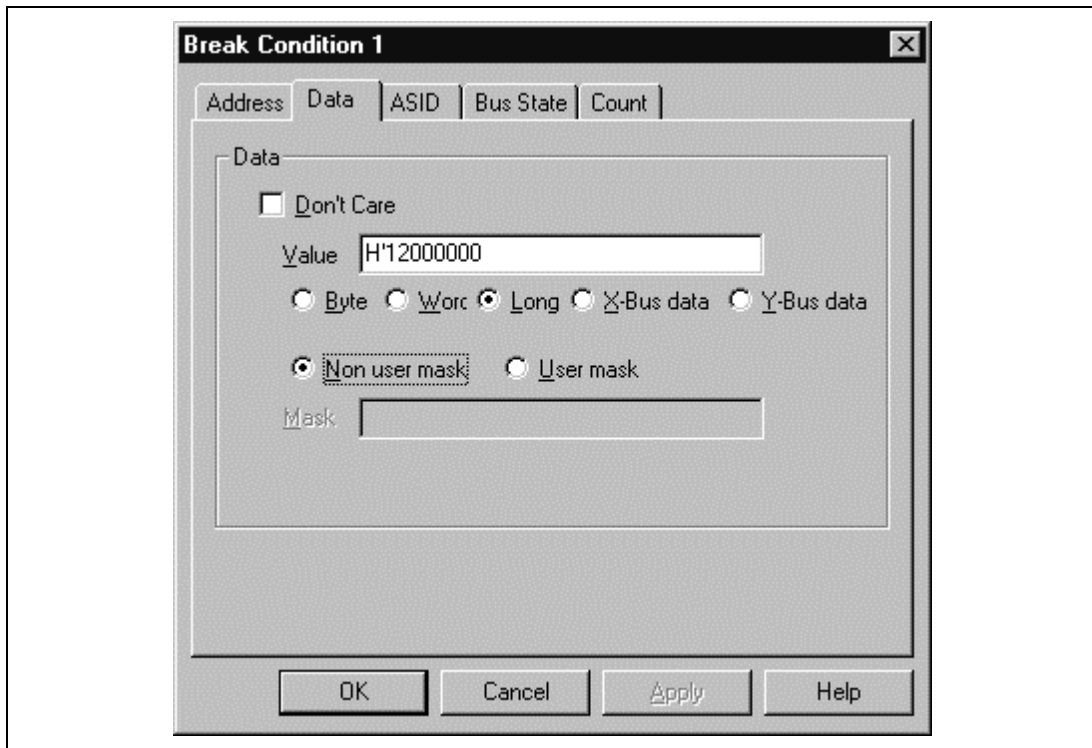 Break Condition 1
Address Data ASID Bus State Count
Data
Don't Care
Value H'12000000
Byte Worc Long X-Bus data Y-Bus data
Non user mask User mask
Mask
OK Cancel Apply Help